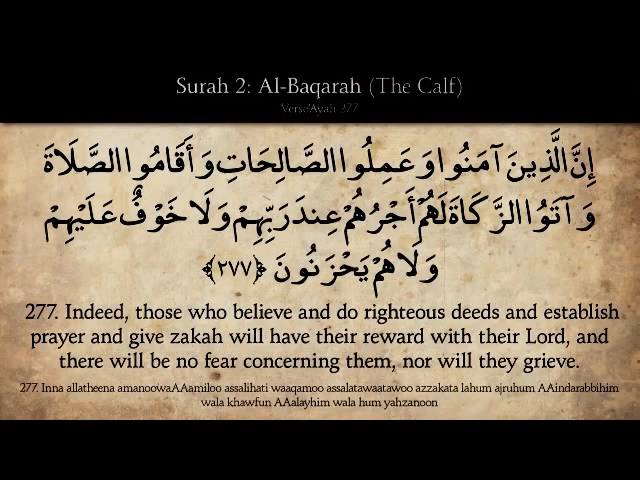 Surah 2: Al-Baqarah (The Calf)
Verse/Ayah 277
إِنَّ الَّذِينَ آمَنُوا وَعَمِلُوا الصَّالِحَاتِ وَأَقَامُوا الصَّلَاةَ
وَآتَوُا الزَّكَاةَ لَهُمْ أَجْرُهُمْ عِندَ رَبِّهِمْ وَلَا خَوْفٌ عَلَيْهِمْ
وَلَا هُمْ يَحْزَنُونَ ﴿٢٧٧﴾
277. Indeed, those who believe and do righteous deeds and establish
prayer and give zakah will have their reward with their Lord, and
there will be no fear concerning them, nor will they grieve.
277. Inna allatheena amanoowaAAamiloo assalihati waaqamoo assalatawaatawoo azzakata lahum ajruhum AAindarabbihim
wala khawfun AAalayhim wala hum yahzanoon